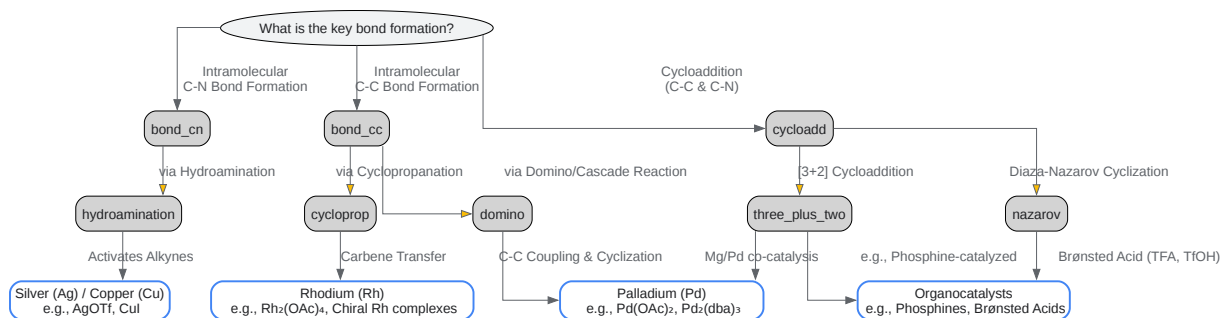 What is the key bond formation?
Intramolecular
C-N Bond Formation
Intramolecular
C-C Bond Formation
Cycloaddition
(C-C & C-N)
bond_cn
bond_cc
cycloadd
via Hydroamination
via Cyclopropanation
via Domino/Cascade Reaction
[3+2] Cycloaddition
Diaza-Nazarov Cyclization
hydroamination
cycloprop
domino
three_plus_two
nazarov
Activates Alkynes
Carbene Transfer
C-C Coupling & Cyclization
Mg/Pd co-catalysis
e.g., Phosphine-catalyzed
Brønsted Acid (TFA, TfOH)
Silver (Ag) / Copper (Cu)
e.g., AgOTf, CuI
Rhodium (Rh)
e.g., Rh₂(OAc)₄, Chiral Rh complexes
Palladium (Pd)
e.g., Pd(OAc)₂, Pd₂(dba)₃
Organocatalysts
e.g., Phosphines, Brønsted Acids